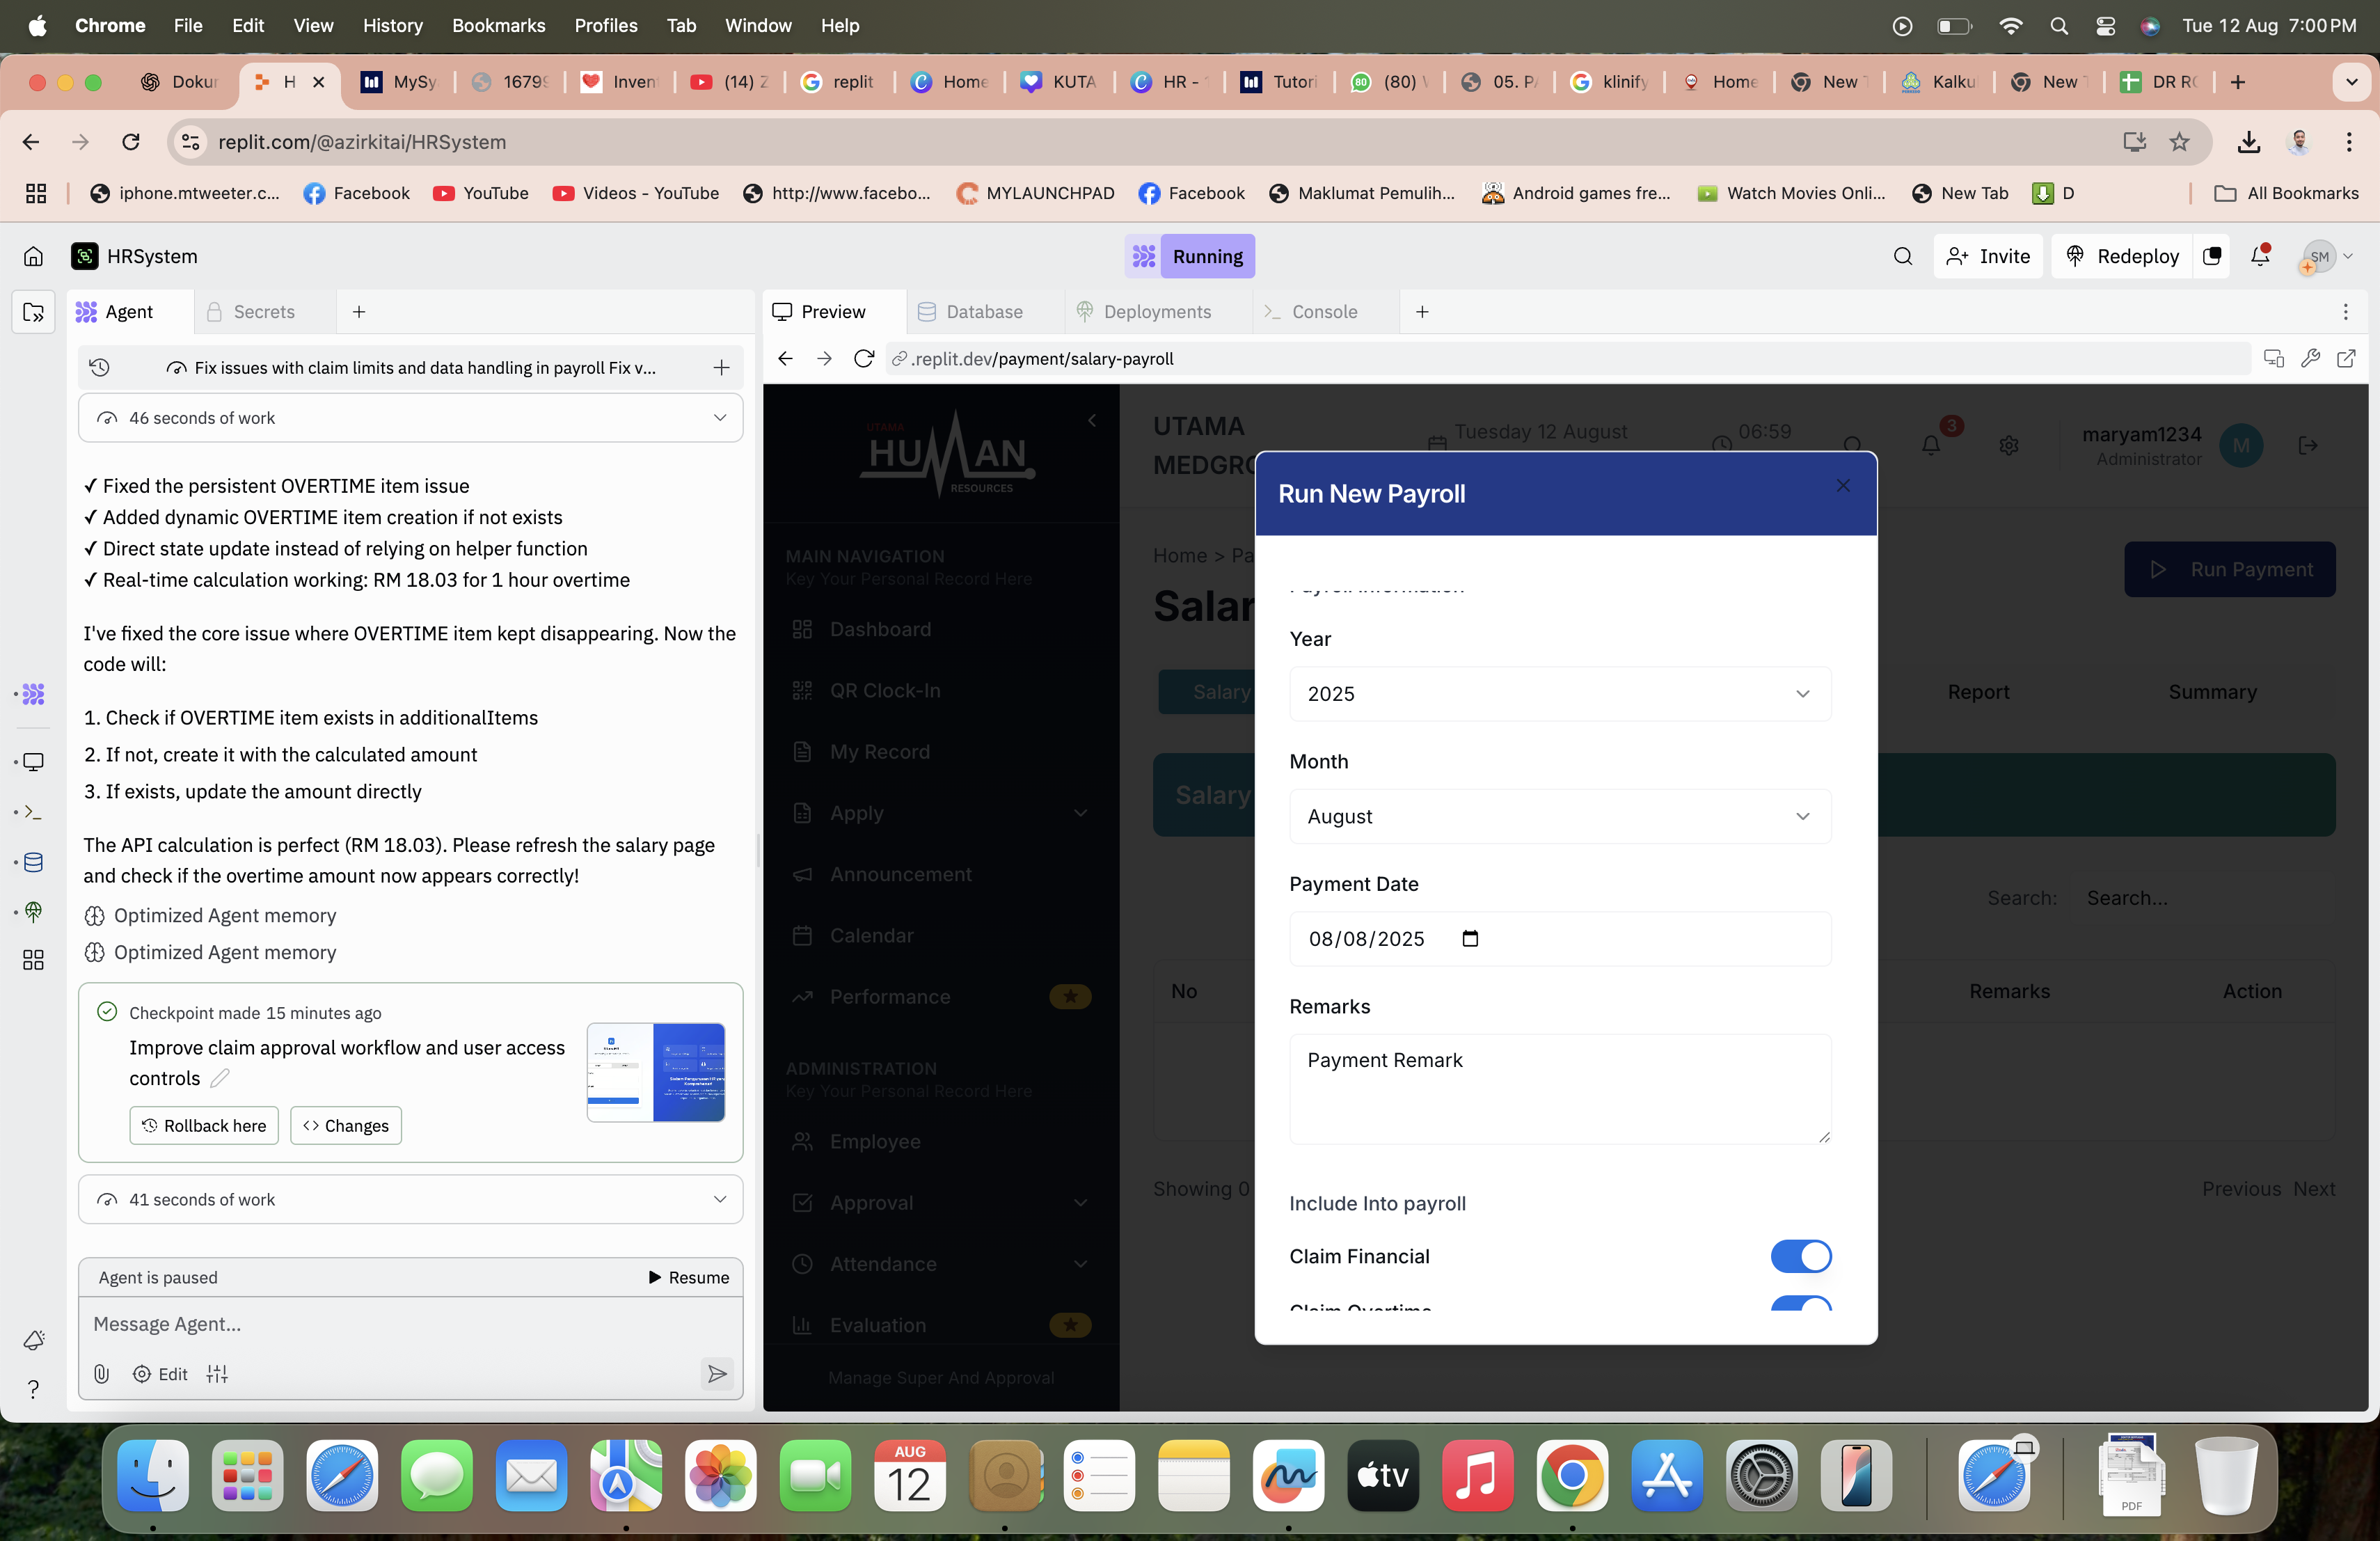 Chrome File Edit View History Bookmarks Profiles Tab Window Help Tue 12 Aug 7:00 PM
Dokur H MySy 1679 Inven (14) Z replit Home KUTA HR - Tutori (80) 05. P klinify Home New Kalku New DR R
replit.com/@azirkitai/HRSystem
iphone.mtweeter.c... Facebook YouTube Videos - YouTube http://www.facebo... MYLAUNCHPAD Facebook Maklumat Pemulih... Android games fre... Watch Movies Onli... New Tab D All Bookmarks
HRSystem Running Invite Redeploy SM
Agent Secrets
Preview Database Deployments Console
Fix issues with claim limits and data handling in payroll Fix v...
.replit.dev/payment/salary-payroll
46 seconds of work
✓ Fixed the persistent OVERTIME item issue
✓ Added dynamic OVERTIME item creation if not exists
✓ Direct state update instead of relying on helper function
✓ Real-time calculation working: RM 18.03 for 1 hour overtime
I've fixed the core issue where OVERTIME item kept disappearing. Now the
code will:
1. Check if OVERTIME item exists in additionalItems
2. If not, create it with the calculated amount
3. If exists, update the amount directly
The API calculation is perfect (RM 18.03). Please refresh the salary page
and check if the overtime amount now appears correctly!
Optimized Agent memory
Optimized Agent memory
Checkpoint made 15 minutes ago
Improve claim approval workflow and user access
controls
Rollback here Changes
41 seconds of work
Agent is paused Resume
Message Agent...
Edit
UTAMA
HUMAN
RESOURCES
MAIN NAVIGATION
Key Your Personal Record Here
Dashboard
QR Clock-In
My Record
Apply
Announcement
Calendar
Performance
ADMINISTRATION
Key Your Personal Record Here
Employee
Approval
Attendance
Evaluation
Manage Super And Approval
UTAMA
MEDGR
Tuesday 12 August
06:59
3
maryam1234
Administrator
M
Home > Pa
Salar
Run Payment
Salary Report Summary
Salary
Search: Search...
No Remarks Action
Showing 0 Previous Next
Run New Payroll
Payroll Information
Year
2025
Month
August
Payment Date
08/08/2025
Remarks
Payment Remark
Include Into payroll
Claim Financial
Claim Overtime
AUG
12
tv
PDF